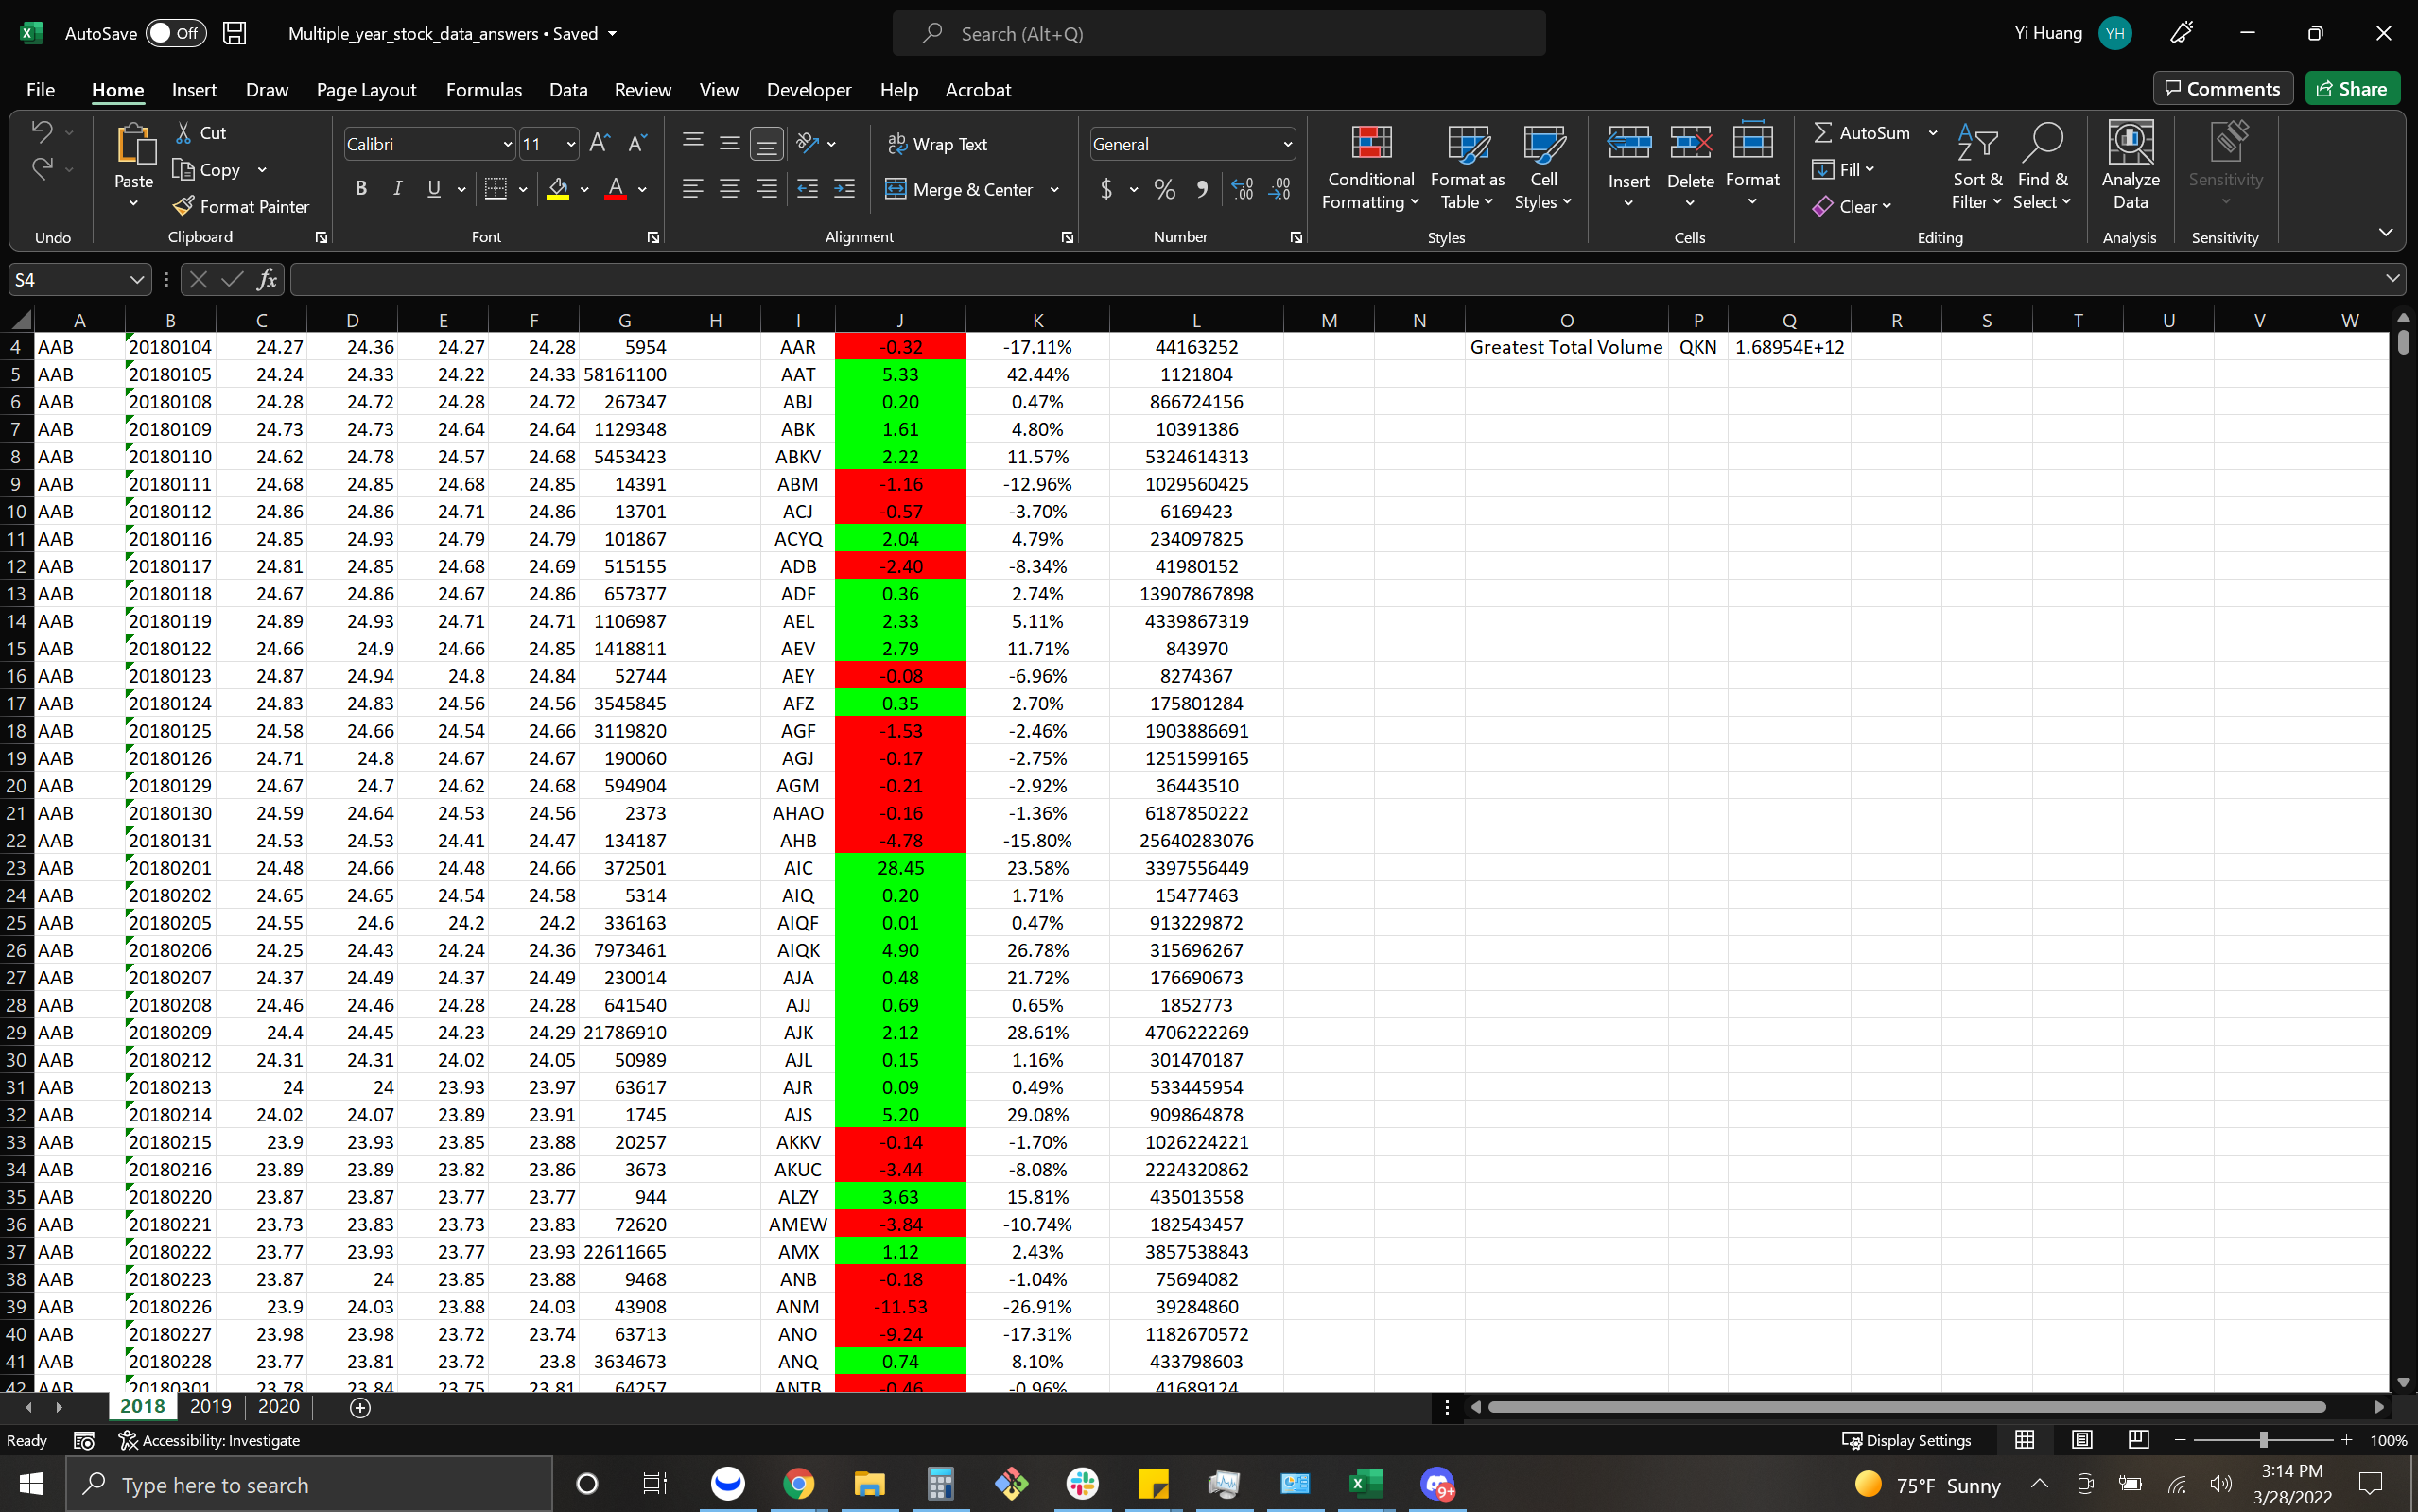 AutoSave Off Multiple_year_stock_data_answers • Saved Search (Alt+Q) Yi Huang YH
File Home Insert Draw Page Layout Formulas Data Review View Developer Help Acrobat Comments Share
Cut Calibri 11 Wrap Text General AutoSum
Paste Copy Conditional Format as Cell Insert Delete Format Fill Sort & Find & Analyze Sensitivity
Format Painter B I U A Merge & Center $ % Formatting Table Styles Clear Filter Select Data
Undo Clipboard Font Alignment Number Styles Cells Editing Analysis Sensitivity
S4 fx
A B C D E F G H I J K L M N O P Q R S T U V W
4 AAB 20180104 24.27 24.36 24.27 24.28 5954 AAR -0.32 -17.11% 44163252 Greatest Total Volume QKN 1.68954E+12
5 AAB 20180105 24.24 24.33 24.22 24.33 58161100 AAT 5.33 42.44% 1121804
6 AAB 20180108 24.28 24.72 24.28 24.72 267347 ABJ 0.20 0.47% 866724156
7 AAB 20180109 24.73 24.73 24.64 24.64 1129348 ABK 1.61 4.80% 10391386
8 AAB 20180110 24.62 24.78 24.57 24.68 5453423 ABKV 2.22 11.57% 5324614313
9 AAB 20180111 24.68 24.85 24.68 24.85 14391 ABM -1.16 -12.96% 1029560425
10 AAB 20180112 24.86 24.86 24.71 24.86 13701 ACJ -0.57 -3.70% 6169423
11 AAB 20180116 24.85 24.93 24.79 24.79 101867 ACYQ 2.04 4.79% 234097825
12 AAB 20180117 24.81 24.85 24.68 24.69 515155 ADB -2.40 -8.34% 41980152
13 AAB 20180118 24.67 24.86 24.67 24.86 657377 ADF 0.36 2.74% 13907867898
14 AAB 20180119 24.89 24.93 24.71 24.71 1106987 AEL 2.33 5.11% 4339867319
15 AAB 20180122 24.66 24.9 24.66 24.85 1418811 AEV 2.79 11.71% 843970
16 AAB 20180123 24.87 24.94 24.8 24.84 52744 AEY -0.08 -6.96% 8274367
17 AAB 20180124 24.83 24.83 24.56 24.56 3545845 AFZ 0.35 2.70% 175801284
18 AAB 20180125 24.58 24.66 24.54 24.66 3119820 AGF -1.53 -2.46% 1903886691
19 AAB 20180126 24.71 24.8 24.67 24.67 190060 AGJ -0.17 -2.75% 1251599165
20 AAB 20180129 24.67 24.7 24.62 24.68 594904 AGM -0.21 -2.92% 36443510
21 AAB 20180130 24.59 24.64 24.53 24.56 2373 AHAO -0.16 -1.36% 6187850222
22 AAB 20180131 24.53 24.53 24.41 24.47 134187 AHB -4.78 -15.80% 25640283076
23 AAB 20180201 24.48 24.66 24.48 24.66 372501 AIC 28.45 23.58% 3397556449
24 AAB 20180202 24.65 24.65 24.54 24.58 5314 AIQ 0.20 1.71% 15477463
25 AAB 20180205 24.55 24.6 24.2 24.2 336163 AIQF 0.01 0.47% 913229872
26 AAB 20180206 24.25 24.43 24.24 24.36 7973461 AIQK 4.90 26.78% 315696267
27 AAB 20180207 24.37 24.49 24.37 24.49 230014 AJA 0.48 21.72% 176690673
28 AAB 20180208 24.46 24.46 24.28 24.28 641540 AJJ 0.69 0.65% 1852773
29 AAB 20180209 24.4 24.45 24.23 24.29 21786910 AJK 2.12 28.61% 4706222269
30 AAB 20180212 24.31 24.31 24.02 24.05 50989 AJL 0.15 1.16% 301470187
31 AAB 20180213 24 24 23.93 23.97 63617 AJR 0.09 0.49% 533445954
32 AAB 20180214 24.02 24.07 23.89 23.91 1745 AJS 5.20 29.08% 909864878
33 AAB 20180215 23.9 23.93 23.85 23.88 20257 AKKV -0.14 -1.70% 1026224221
34 AAB 20180216 23.89 23.89 23.82 23.86 3673 AKUC -3.44 -8.08% 2224320862
35 AAB 20180220 23.87 23.87 23.77 23.77 944 ALZY 3.63 15.81% 435013558
36 AAB 20180221 23.73 23.83 23.73 23.83 72620 AMEW -3.84 -10.74% 182543457
37 AAB 20180222 23.77 23.93 23.77 23.93 22611665 AMX 1.12 2.43% 3857538843
38 AAB 20180223 23.87 24 23.85 23.88 9468 ANB -0.18 -1.04% 75694082
39 AAB 20180226 23.9 24.03 23.88 24.03 43908 ANM -11.53 -26.91% 39284860
40 AAB 20180227 23.98 23.98 23.72 23.74 63713 ANO -9.24 -17.31% 1182670572
41 AAB 20180228 23.77 23.81 23.72 23.8 3634673 ANQ 0.74 8.10% 433798603
42 AAB 20180301 23.78 23.84 23.75 23.81 64257 ANTB -0.46 -0.96% 41689124
2018 2019 2020
Ready Accessibility: Investigate Display Settings 100%
Type here to search 9+ 75°F Sunny 3:14 PM
3/28/2022